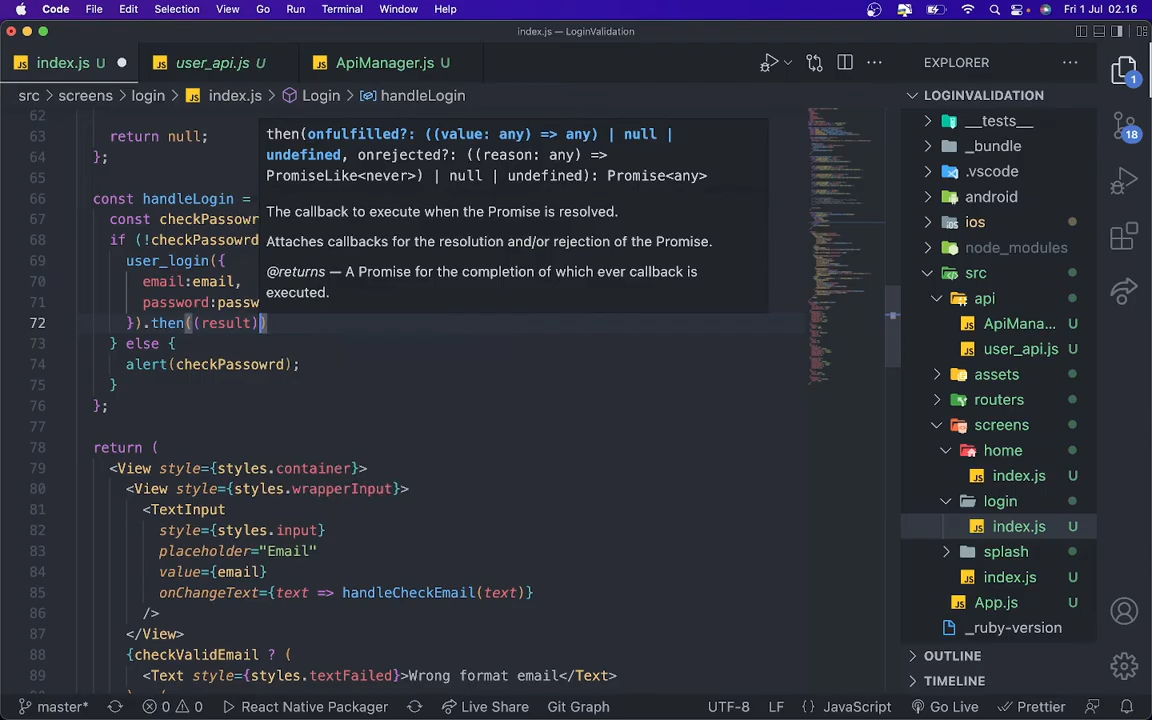 Code File Edit Selection View Go Run Terminal Window Help Fri 1 Jul 02.16
index.js — LoginValidation
index.js U user_api.js U ApiManager.js U
src > screens > login > index.js > Login > handleLogin
62
63 return null;
64 };
65
66 const handleLogin =
67 const checkPassowr
68 if (!checkPassowrd
69 user_login({
70 email:email,
71 password:passw
72 }).then((result))
73 } else {
74 alert(checkPassowrd);
75 }
76 };
77
78 return (
79 <View style={styles.container}>
80 <View style={styles.wrapperInput}>
81 <TextInput
82 style={styles.input}
83 placeholder="Email"
84 value={email}
85 onChangeText={text => handleCheckEmail(text)}
86 />
87 </View>
88 {checkValidEmail ? (
89 <Text style={styles.textFailed}>Wrong format email</Text>
then(onfulfilled?: ((value: any) => any) | null |
undefined, onrejected?: ((reason: any) =>
PromiseLike<never>) | null | undefined): Promise<any>
The callback to execute when the Promise is resolved.
Attaches callbacks for the resolution and/or rejection of the Promise.
@returns — A Promise for the completion of which ever callback is
executed.
EXPLORER
LOGINVALIDATION
__tests__
_bundle
.vscode
android
ios
node_modules
src
api
ApiMana... U
user_api.js U
assets
routers
screens
home
index.js U
login
index.js U
splash
index.js U
App.js U
_ruby-version
OUTLINE
TIMELINE
1
18
master* 0 0 React Native Packager Live Share Git Graph UTF-8 LF {} JavaScript Go Live Prettier